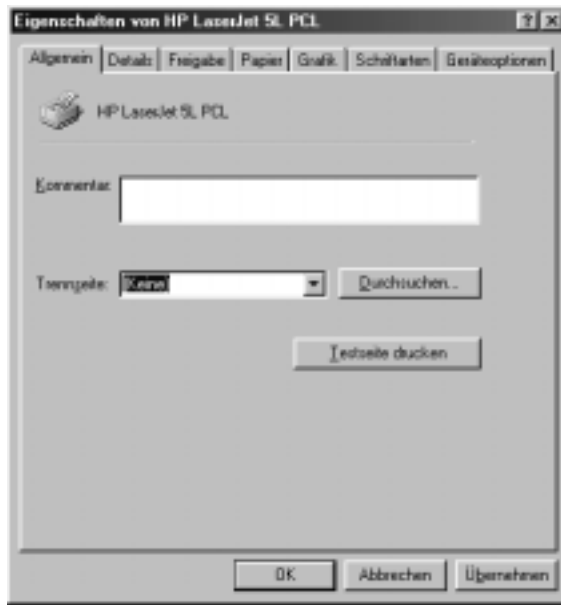 Eigenschaften von HP LaserJet 5L PCL
Allgemein Details Freigabe Papier Grafik Schriftarten Geräteoptionen
HP LaserJet 5L PCL
Kommentar:
Trennseite: (Keine) Durchsuchen...
Testseite drucken
OK Abbrechen Übernehmen